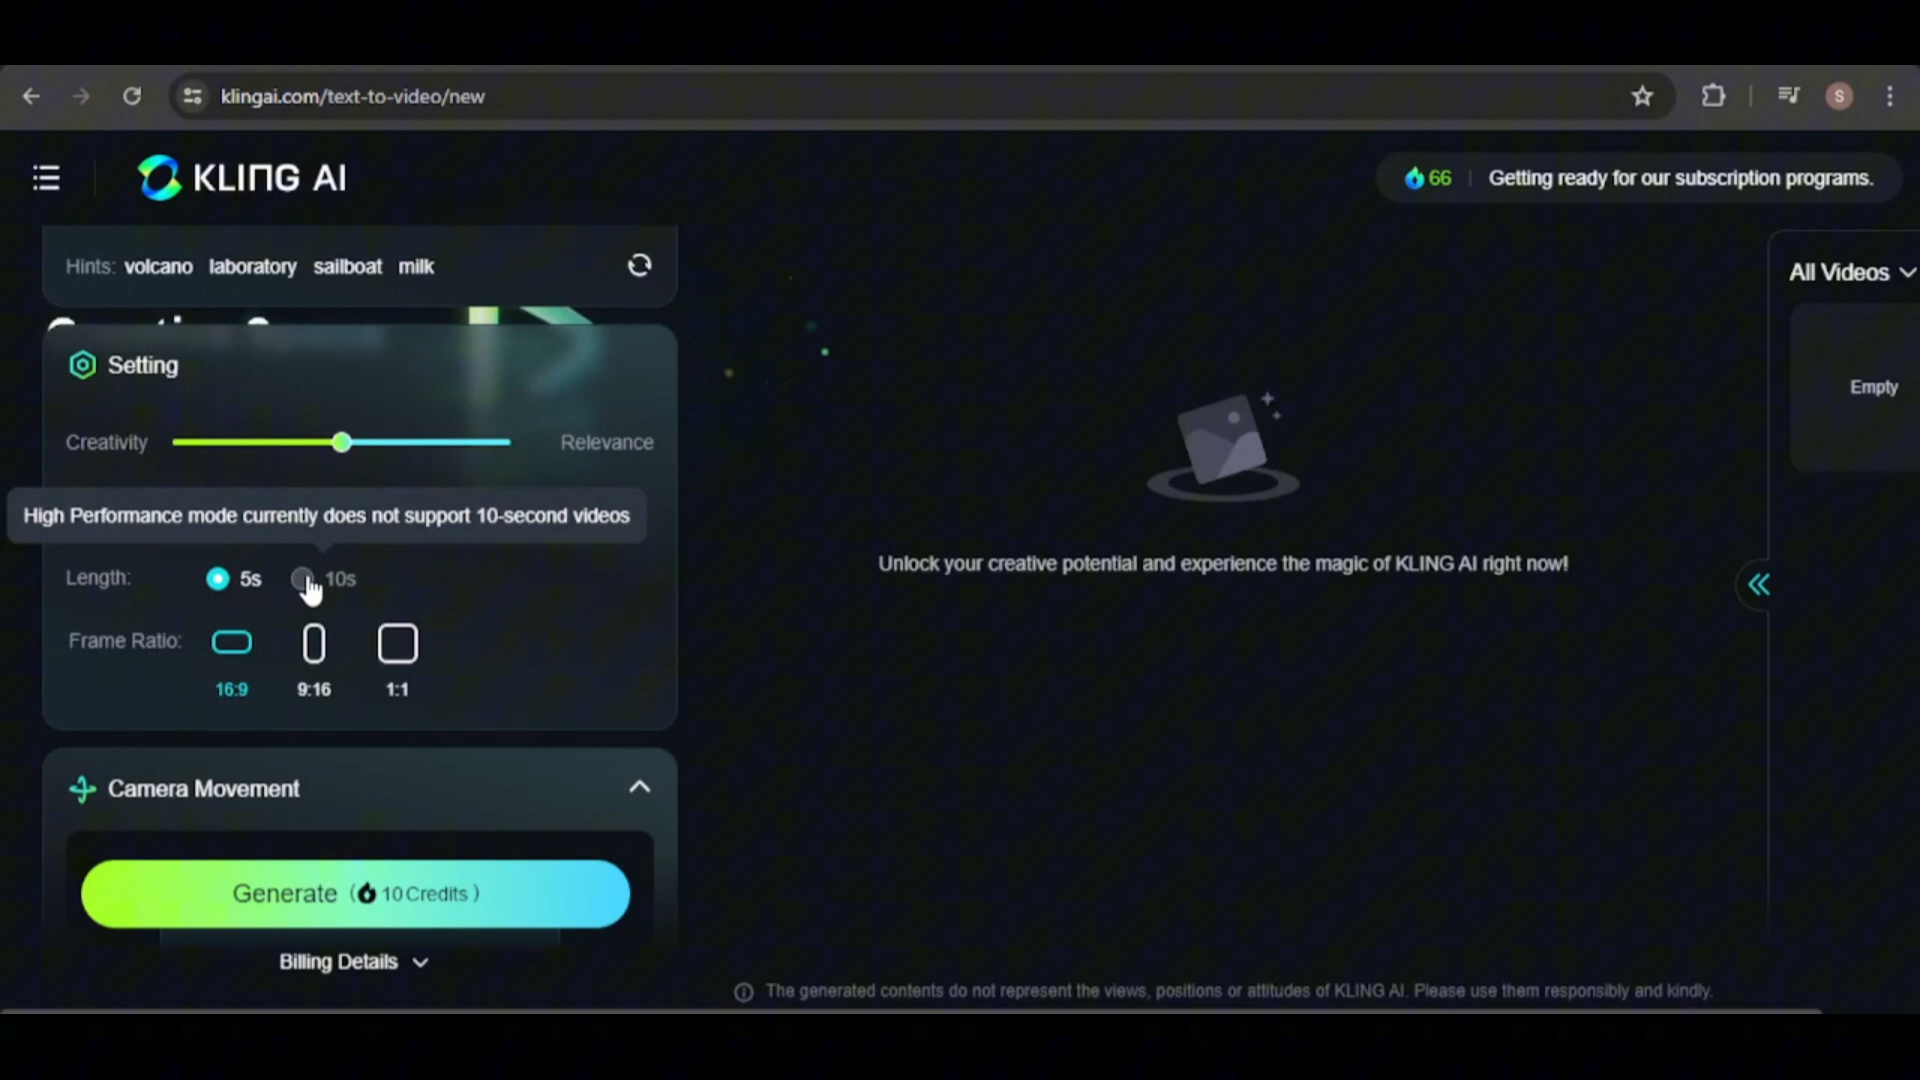 klingai.com/text-to-video/new
S
KLING AI
66
Getting ready for our subscription programs.
Hints: volcano laboratory sailboat milk
All Videos
Empty
Setting
Creativity
Relevance
High Performance mode currently does not support 10-second videos
Length: 5s 10s
Frame Ratio:
16:9 9:16 1:1
Unlock your creative potential and experience the magic of KLING AI right now!
Camera Movement
Generate ( 10 Credits )
Billing Details
The generated contents do not represent the views, positions or attitudes of KLING AI. Please use them responsibly and kindly.